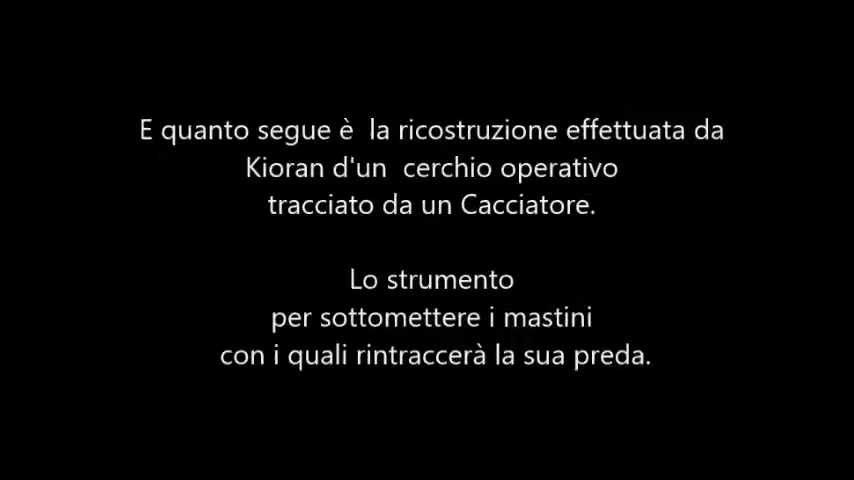 E quanto segue è  la ricostruzione effettuata da
Kioran d'un  cerchio operativo
tracciato da un Cacciatore.
Lo strumento
per sottomettere i mastini
con i quali rintraccerà la sua preda.